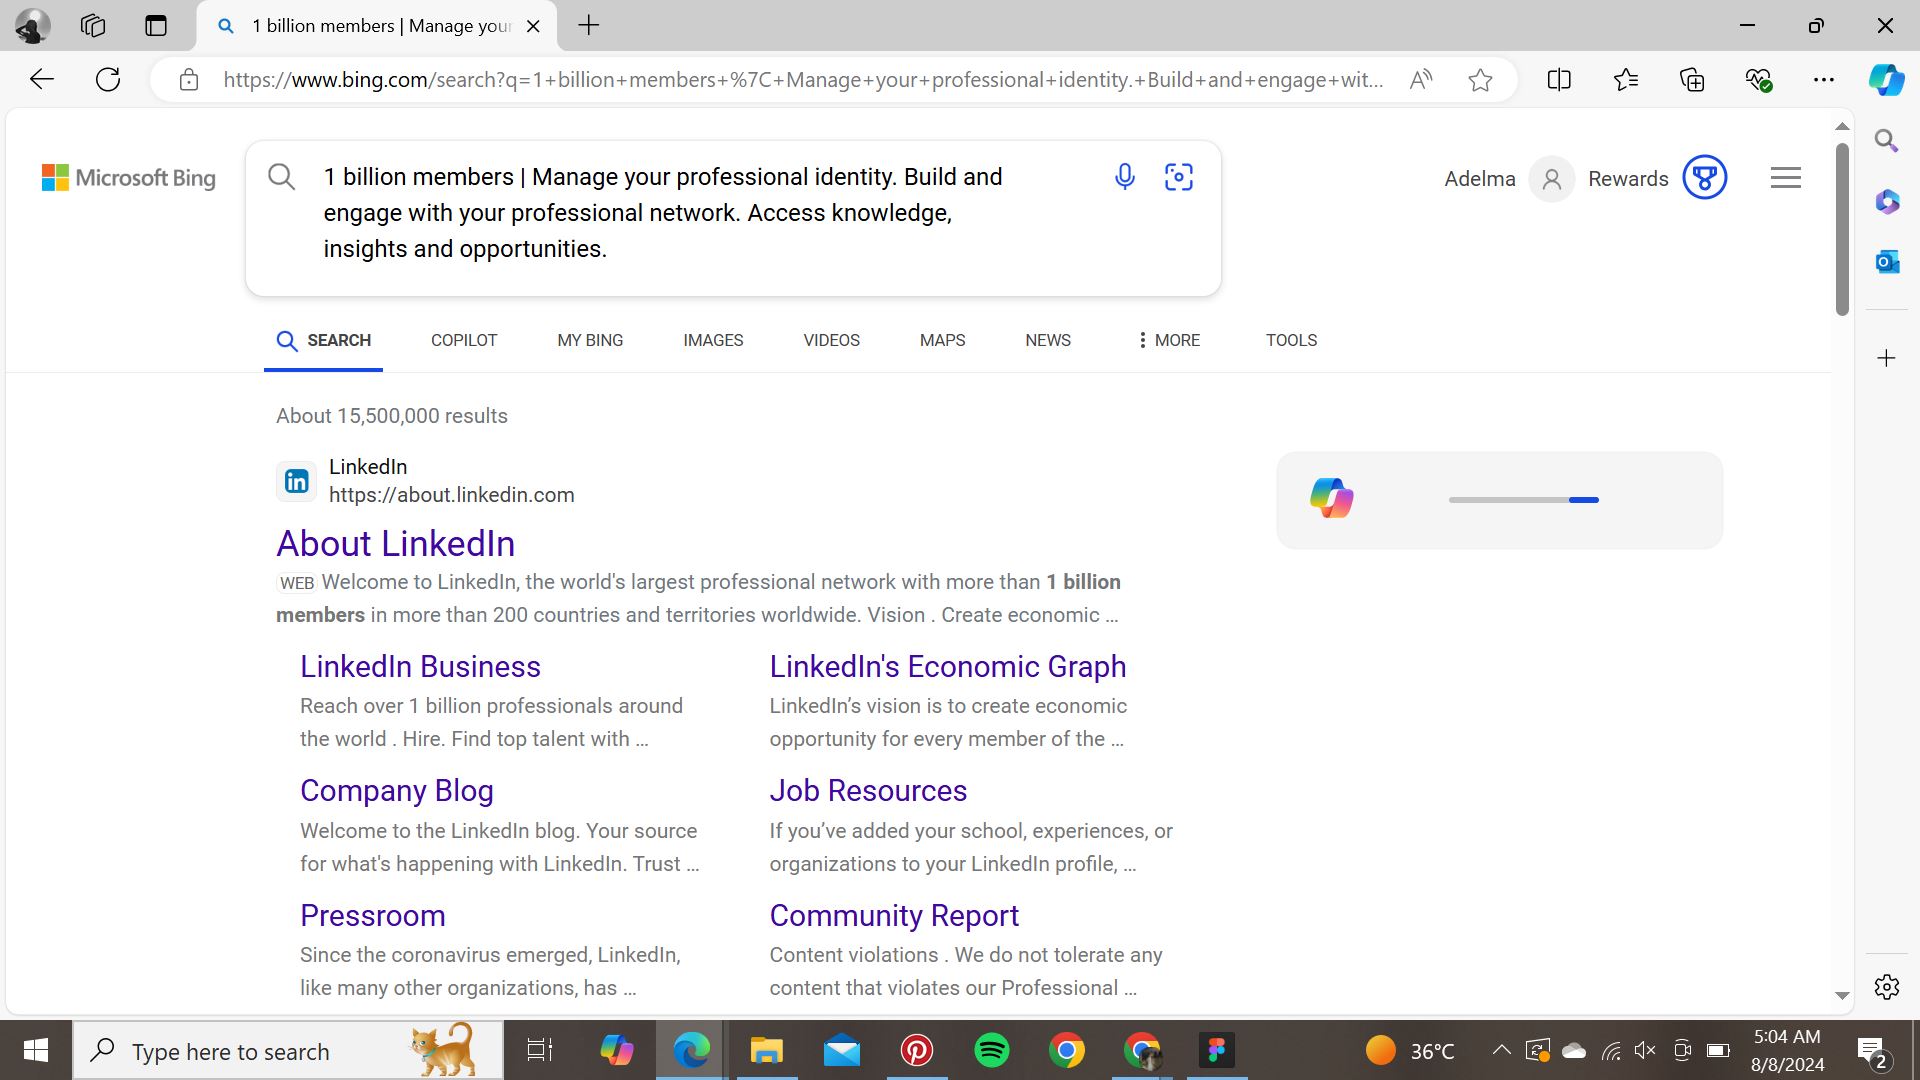 1 billion members | Manage your
https://www.bing.com/search?q=1+billion+members+%7C+Manage+your+professional+identity.+Build+and+engage+wit...
Microsoft Bing
1 billion members | Manage your professional identity. Build and
engage with your professional network. Access knowledge,
insights and opportunities.
Adelma
Rewards
SEARCH
COPILOT
MY BING
IMAGES
VIDEOS
MAPS
NEWS
MORE
TOOLS
About 15,500,000 results
in
LinkedIn
https://about.linkedin.com
About LinkedIn
WEB Welcome to LinkedIn, the world's largest professional network with more than 1 billion
members in more than 200 countries and territories worldwide. Vision . Create economic ...
LinkedIn Business
Reach over 1 billion professionals around
the world . Hire. Find top talent with ...
LinkedIn's Economic Graph
LinkedIn’s vision is to create economic
opportunity for every member of the ...
Company Blog
Welcome to the LinkedIn blog. Your source
for what's happening with LinkedIn. Trust ...
Job Resources
If you’ve added your school, experiences, or
organizations to your LinkedIn profile, ...
Pressroom
Since the coronavirus emerged, LinkedIn,
like many other organizations, has ...
Community Report
Content violations . We do not tolerate any
content that violates our Professional ...
Type here to search
36°C
5:04 AM
8/8/2024
2